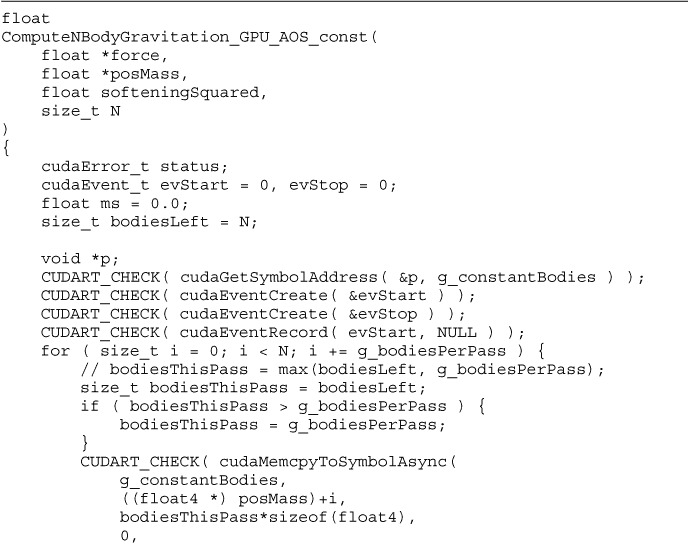 float
ComputeNBodyGravitation_GPU_AOS_const(
    float *force,
    float *posMass,
    float softeningSquared,
    size_t N
)
{
    cudaError_t status;
    cudaEvent_t evStart = 0, evStop = 0;
    float ms = 0.0;
    size_t bodiesLeft = N;

    void *p;
    CUDART_CHECK( cudaGetSymbolAddress( &p, g_constantBodies ) );
    CUDART_CHECK( cudaEventCreate( &evStart ) );
    CUDART_CHECK( cudaEventCreate( &evStop ) );
    CUDART_CHECK( cudaEventRecord( evStart, NULL ) );
    for ( size_t i = 0; i < N; i += g_bodiesPerPass ) {
        // bodiesThisPass = max(bodiesLeft, g_bodiesPerPass);
        size_t bodiesThisPass = bodiesLeft;
        if ( bodiesThisPass > g_bodiesPerPass ) {
            bodiesThisPass = g_bodiesPerPass;
        }
        CUDART_CHECK( cudaMemcpyToSymbolAsync(
            g_constantBodies,
            ((float4 *) posMass)+i,
            bodiesThisPass*sizeof(float4),
            0,